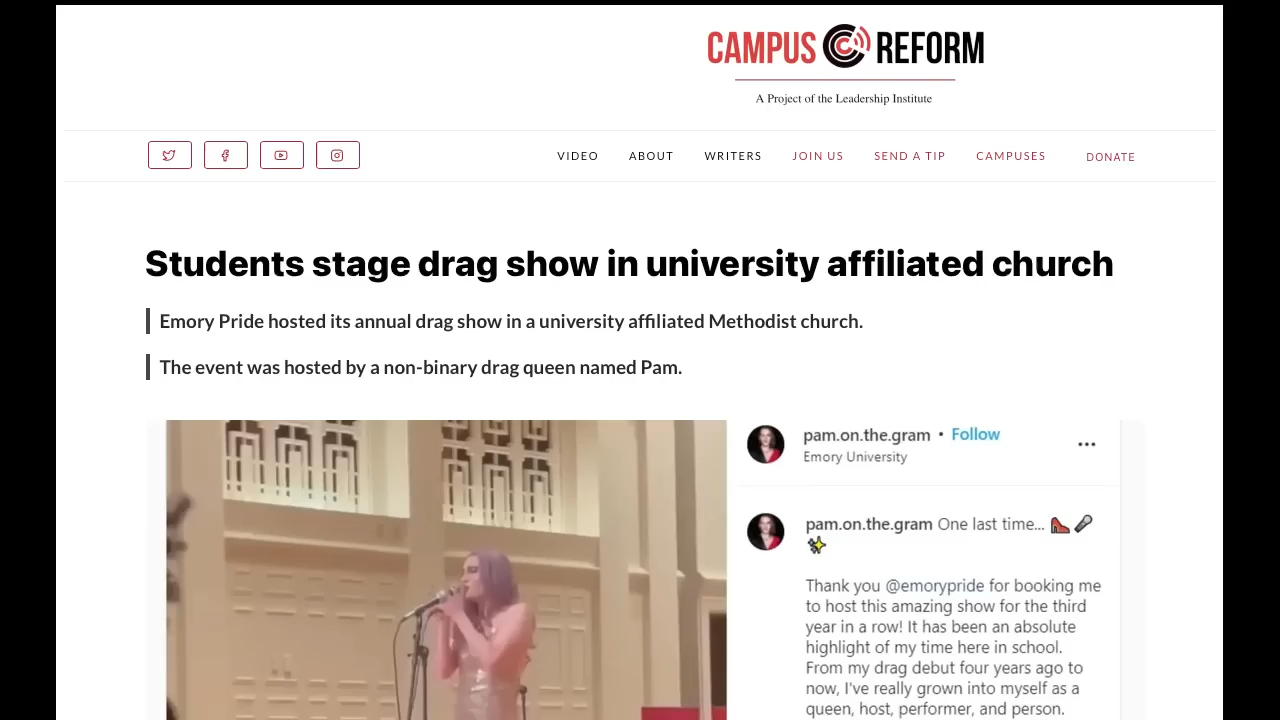 CAMPUS REFORM
A Project of the Leadership Institute
VIDEO ABOUT WRITERS JOIN US SEND A TIP CAMPUSES DONATE
Students stage drag show in university affiliated church
Emory Pride hosted its annual drag show in a university affiliated Methodist church.
The event was hosted by a non-binary drag queen named Pam.
pam.on.the.gram • Follow
Emory University
pam.on.the.gram One last time... 👠🎤
✨
Thank you @emorypride for booking me
to host this amazing show for the third
year in a row! It has been an absolute
highlight of my time here in school.
From my drag debut four years ago to
now, I've really grown into myself as a
queen, host, performer, and person.